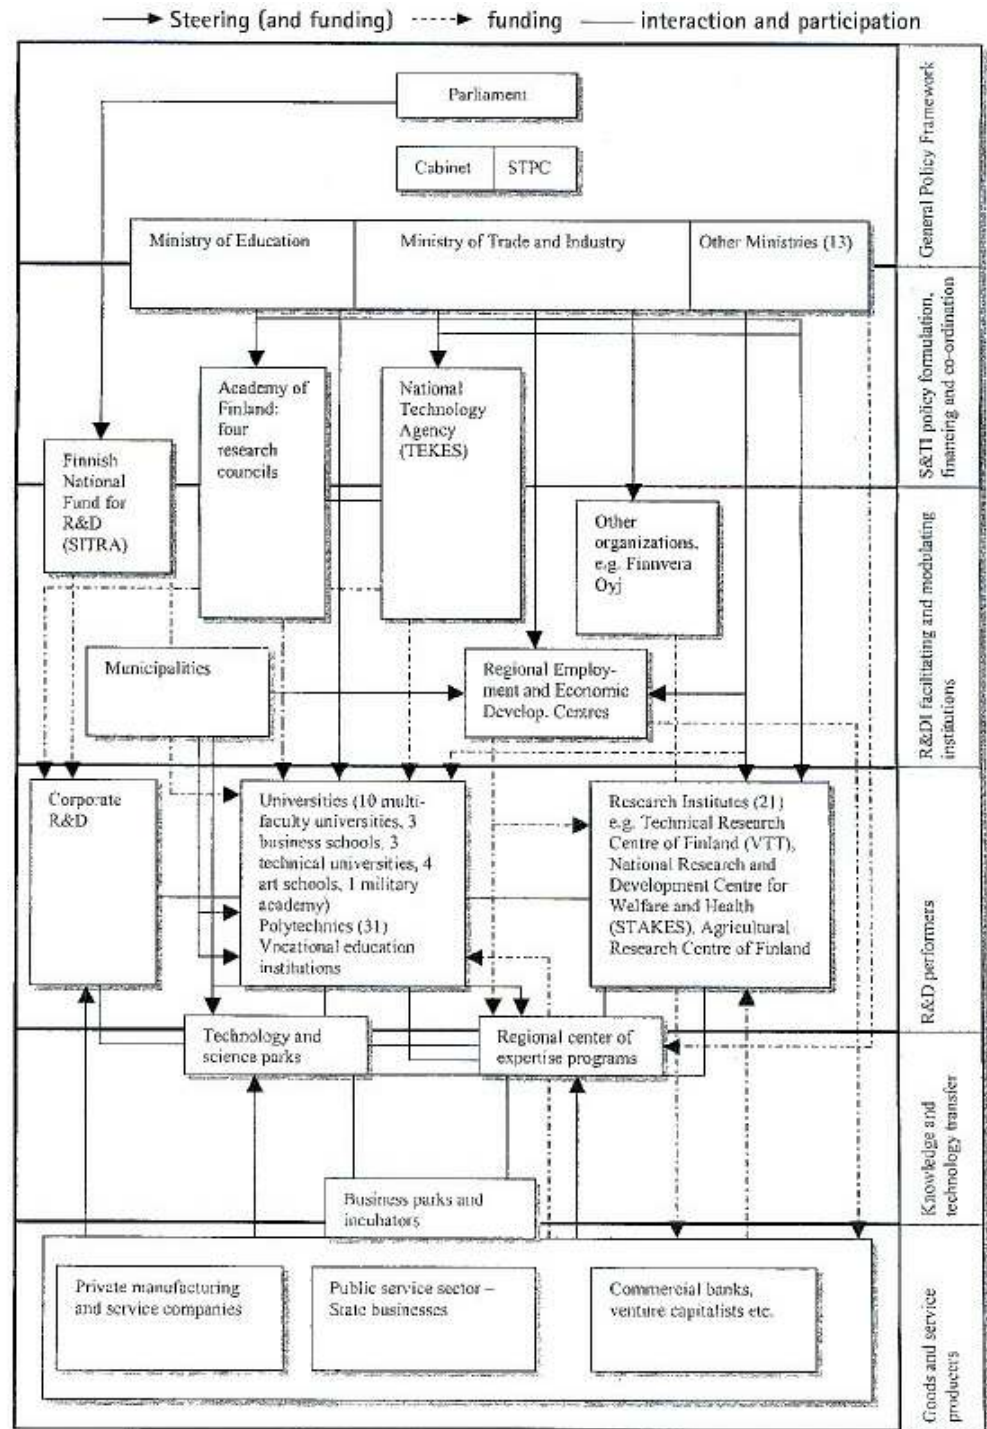 Steering (and funding) funding interaction and participation
Parliament
Cabinet STPC
Ministry of Education Ministry of Trade and Industry Other Ministries (13)
General Policy Framework
Academy of
Finland:
four
research
councils
National
Technology
Agency
(TEKES)
Finnish
National
Fund for
R&D
(SITRA)
S&TI policy formulation,
financing and co-ordination
Other
organizations,
e.g. Finnvera
Oyj
Municipalities
Regional Employ-
ment and Economic
Develop. Centres
R&DI facilitating and modulating
institutions
Corporate
R&D
Universities (10 multi-
faculty universities, 3
business schools, 3
technical universities, 4
art schools, 1 military
academy)
Polytechnics (31)
Vocational education
institutions
Research Institutes (21)
e.g. Technical Research
Centre of Finland (VTT),
National Research and
Development Centre for
Welfare and Health
(STAKES), Agricultural
Research Centre of Finland
R&D performers
Technology and
science parks
Regional center of
expertise programs
Business parks and
incubators
Knowledge and
technology transfer
Private manufacturing
and service companies
Public service sector –
State businesses
Commercial banks,
venture capitalists etc.
Goods and service
producers